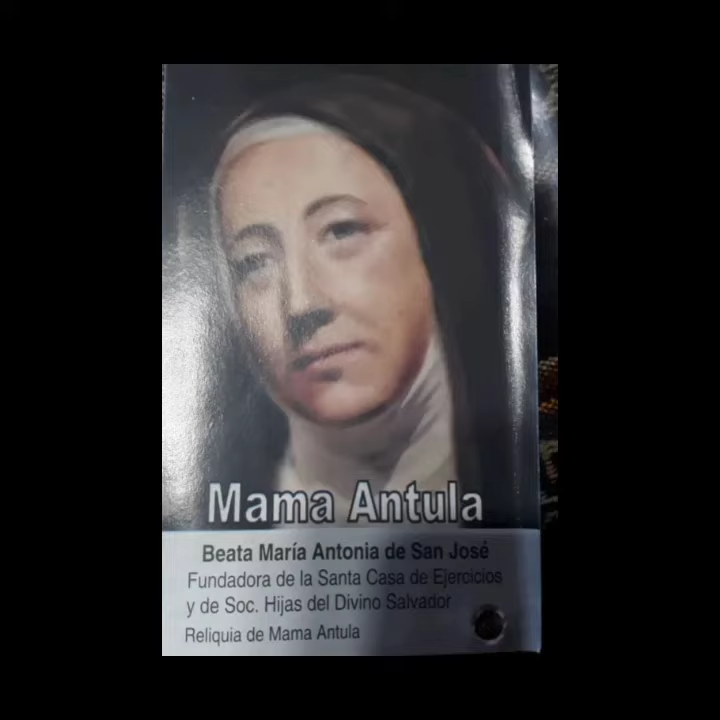 Mama Antula
Beata María Antonia de San José
Fundadora de la Santa Casa de Ejercicios
y de Soc. Hijas del Divino Salvador
Reliquia de Mama Antula